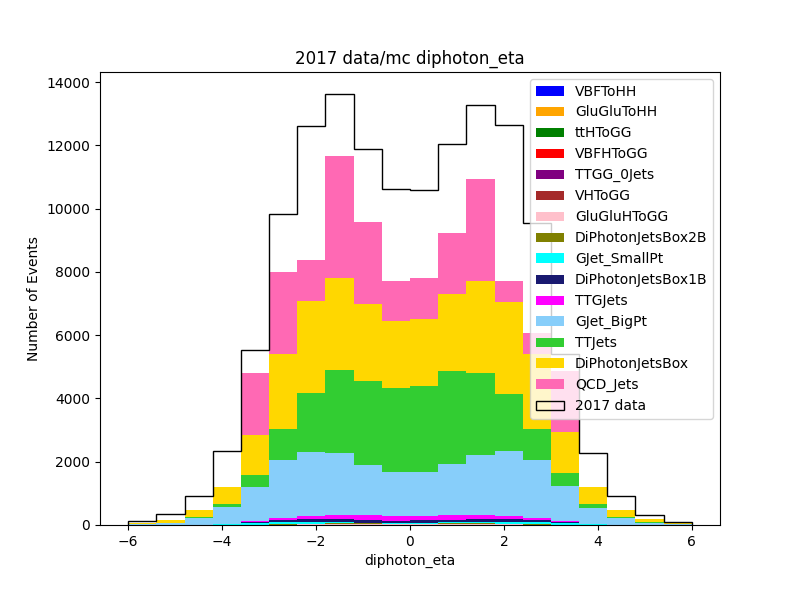 2017 data/mc diphoton_eta
14000
12000
10000
8000
6000
4000
2000
0
Number of Events
−6
−4
−2
0
2
4
6
diphoton_eta
VBFToHH
GluGluToHH
ttHToGG
VBFHToGG
TTGG_0Jets
VHToGG
GluGluHToGG
DiPhotonJetsBox2B
GJet_SmallPt
DiPhotonJetsBox1B
TTGJets
GJet_BigPt
TTJets
DiPhotonJetsBox
QCD_Jets
2017 data